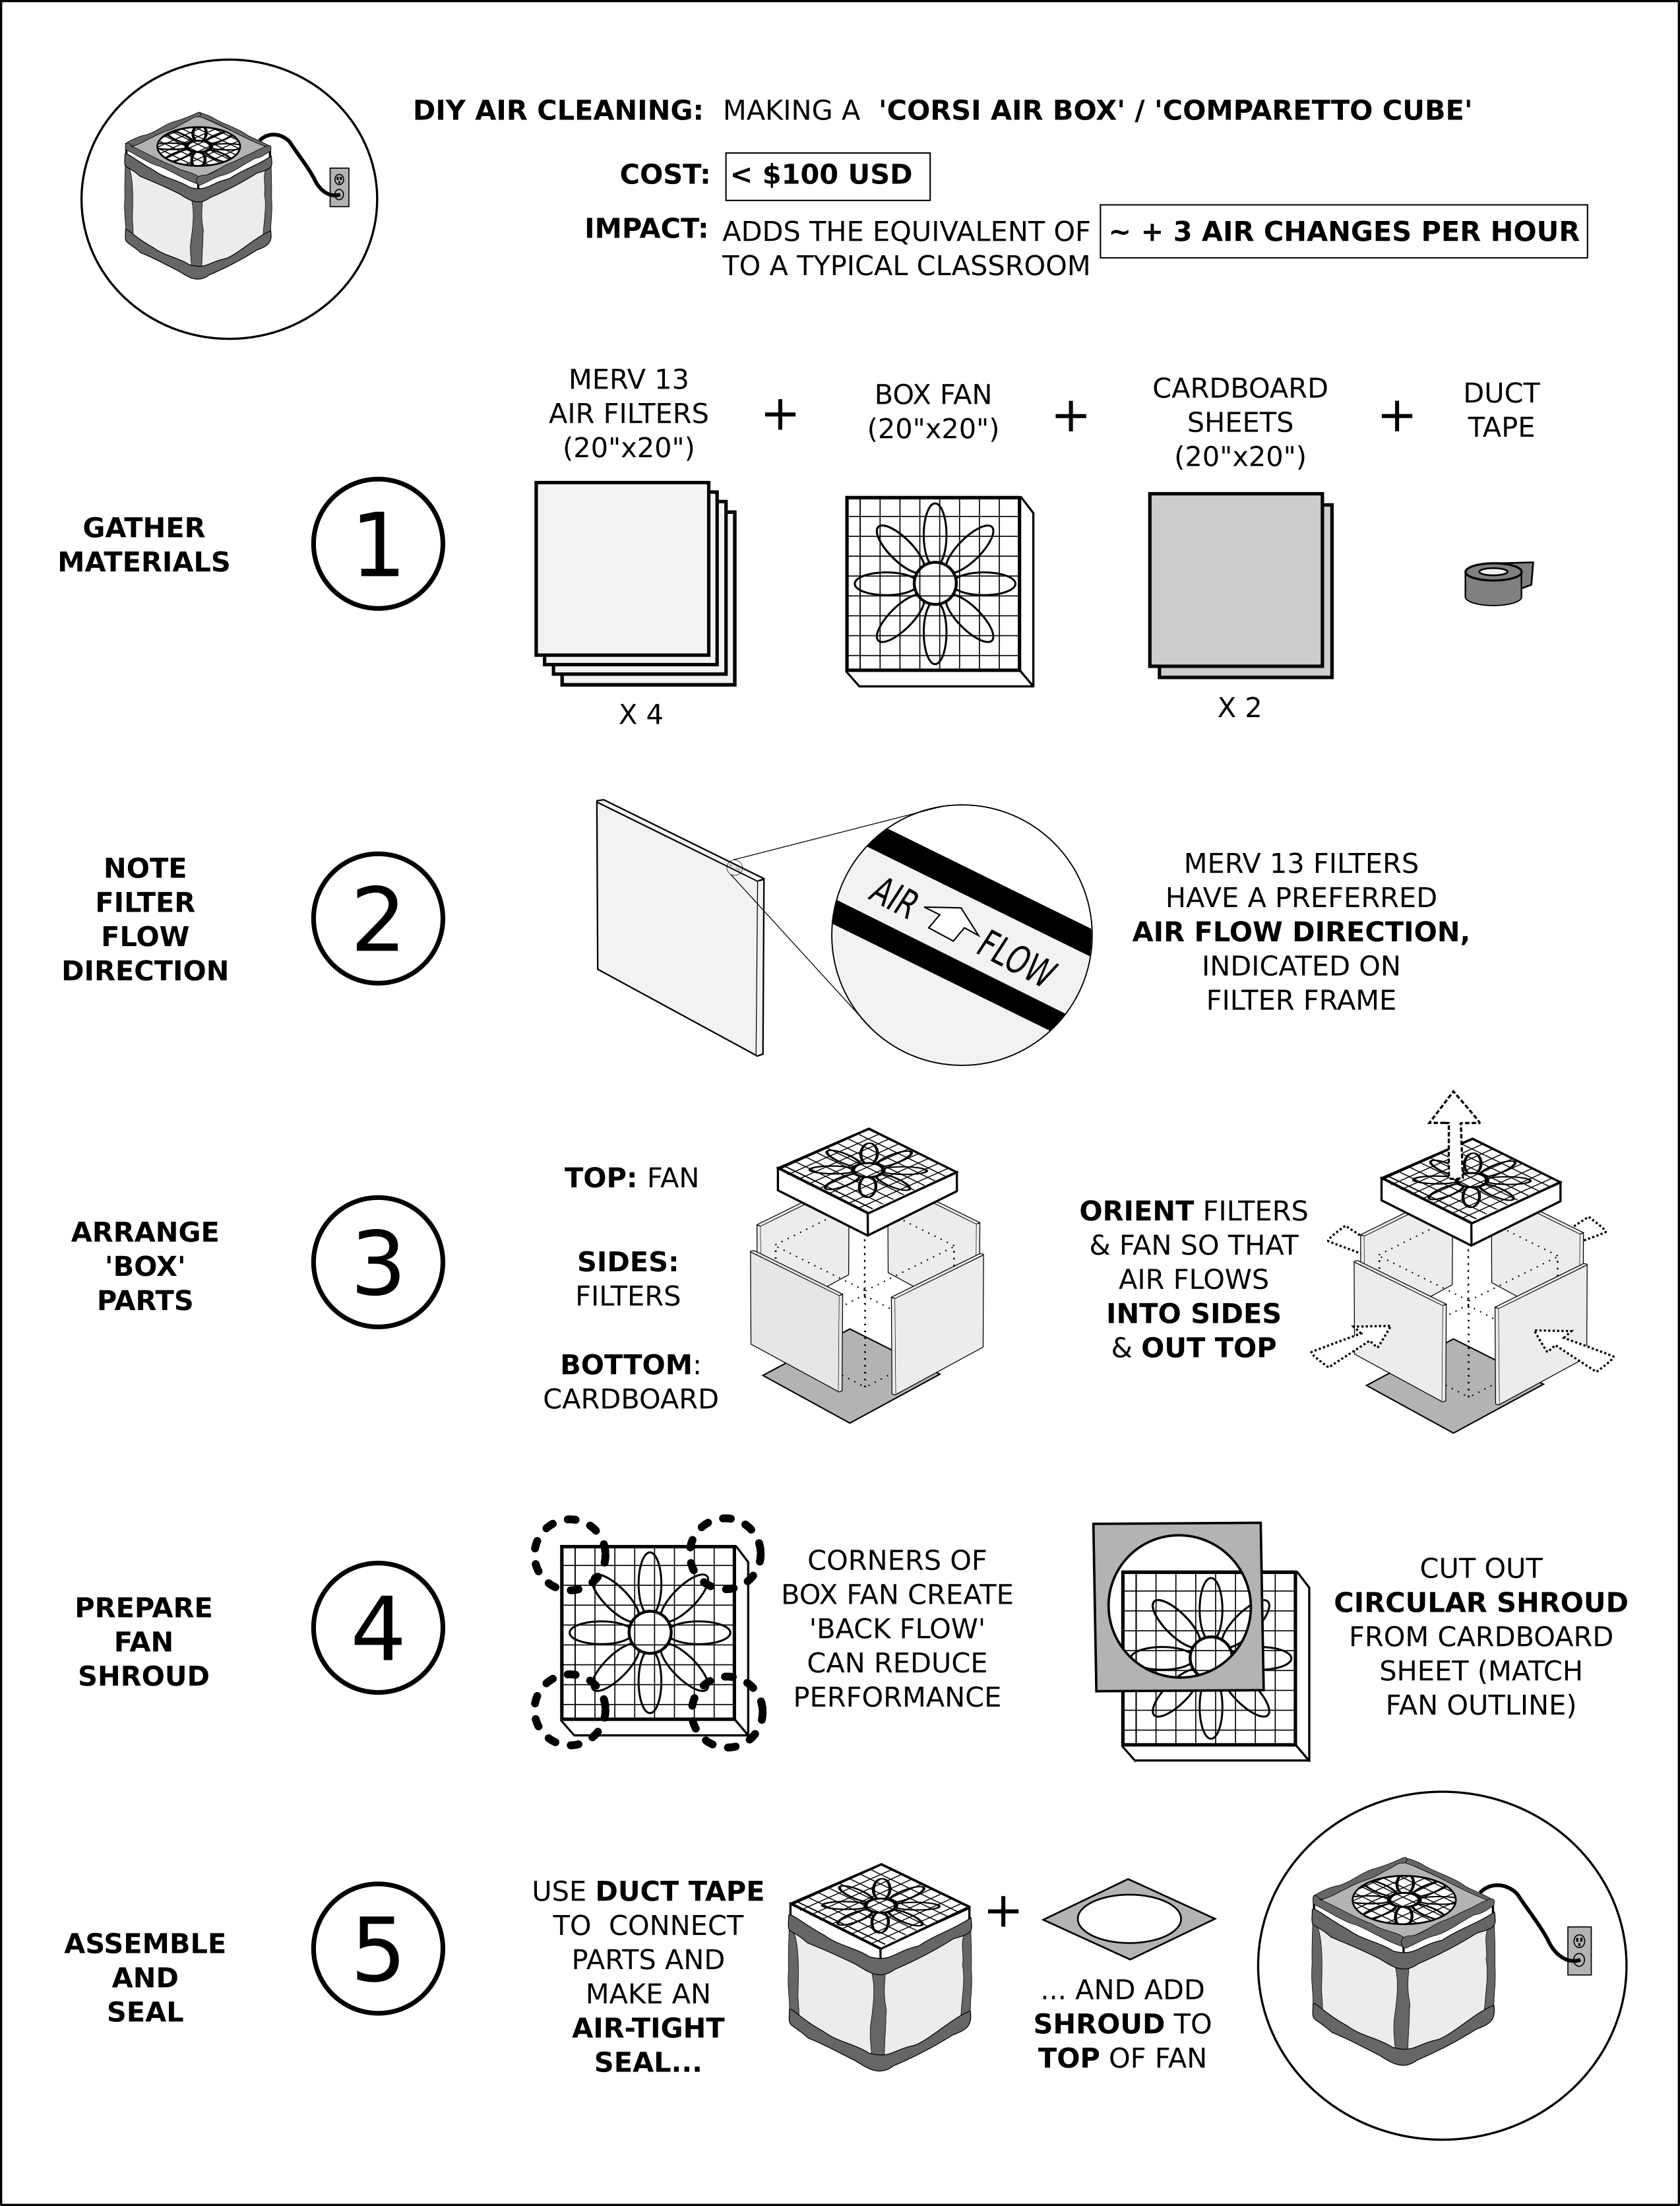 DIY AIR CLEANING: MAKING A 'CORSI AIR BOX' / 'COMPARETTO CUBE'
COST: < $100 USD
IMPACT: ADDS THE EQUIVALENT OF ~ + 3 AIR CHANGES PER HOUR
TO A TYPICAL CLASSROOM
GATHER
MATERIALS
1
MERV 13
AIR FILTERS
(20"x20")
X 4
+
BOX FAN
(20"x20")
+
CARDBOARD
SHEETS
(20"x20")
X 2
+
DUCT
TAPE
NOTE
FILTER
FLOW
DIRECTION
2
AIR FLOW
MERV 13 FILTERS
HAVE A PREFERRED
AIR FLOW DIRECTION,
INDICATED ON
FILTER FRAME
ARRANGE
'BOX'
PARTS
3
TOP: FAN
SIDES:
FILTERS
BOTTOM:
CARDBOARD
ORIENT FILTERS
& FAN SO THAT
AIR FLOWS
INTO SIDES
& OUT TOP
PREPARE
FAN
SHROUD
4
CORNERS OF
BOX FAN CREATE
'BACK FLOW'
CAN REDUCE
PERFORMANCE
CUT OUT
CIRCULAR SHROUD
FROM CARDBOARD
SHEET (MATCH
FAN OUTLINE)
ASSEMBLE
AND
SEAL
5
USE DUCT TAPE
TO CONNECT
PARTS AND
MAKE AN
AIR-TIGHT
SEAL...
+
... AND ADD
SHROUD TO
TOP OF FAN